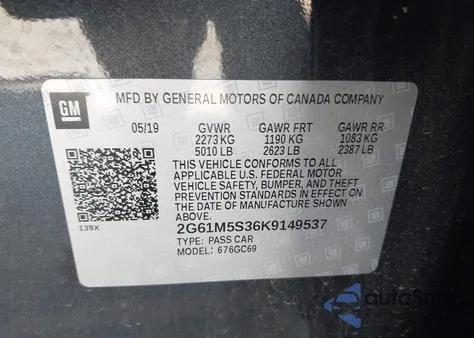 GM
MFD BY GENERAL MOTORS OF CANADA COMPANY
05/19 GVWR GAWR FRT GAWR RR
2273 KG 1190 KG 1083 KG
5010 LB 2623 LB 2387 LB
THIS VEHICLE CONFORMS TO ALL
APPLICABLE U.S. FEDERAL MOTOR
VEHICLE SAFETY, BUMPER, AND THEFT
PREVENTION STANDARDS IN EFFECT ON
THE DATE OF MANUFACTURE SHOWN ABOVE.
139X
2G61M5S36K9149537
TYPE: PASS CAR
MODEL: 676GC69